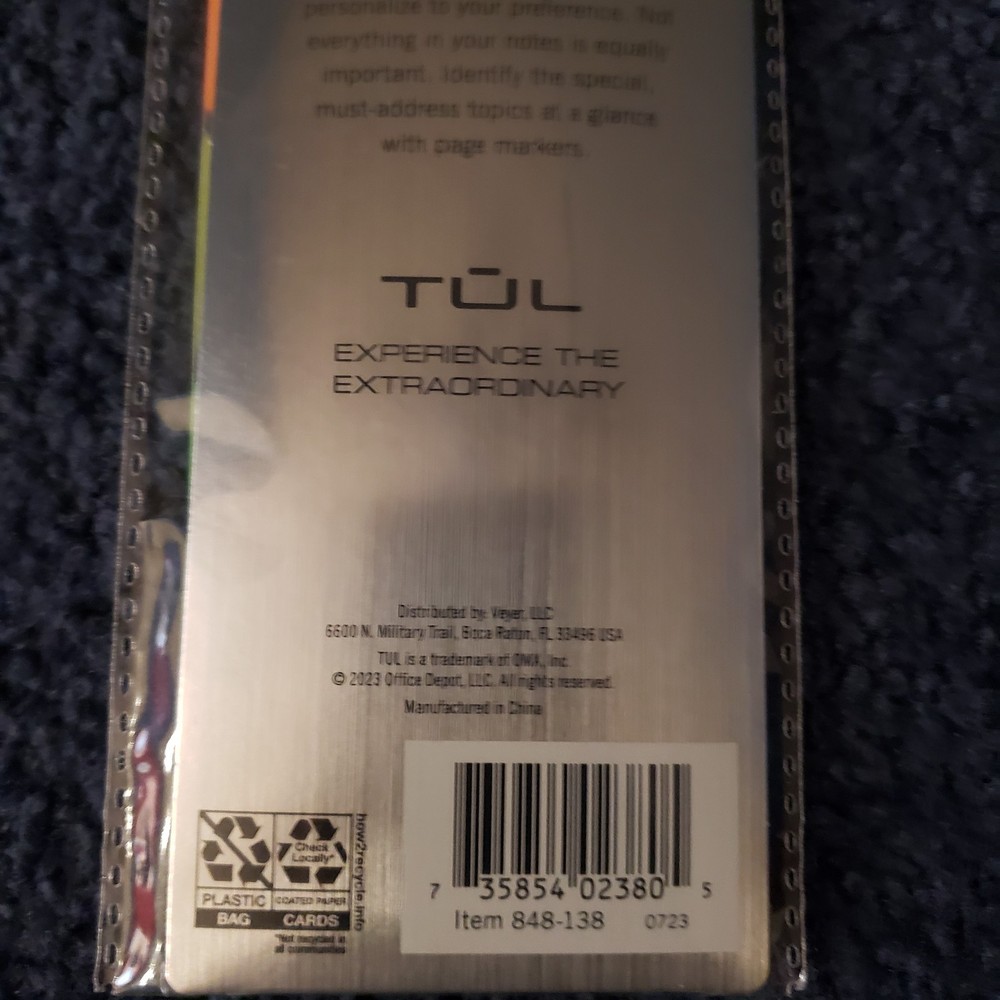 personalize to your preference. Not
everything in your notes is equally
important. Identify the special,
must-address topics at a glance
with page markers.
TŪL
EXPERIENCE THE
EXTRAORDINARY
Distributed by: Veyer, LLC
6600 N. Military Trail, Boca Raton, FL 33496 USA
TUL is a trademark of OMX, Inc.
© 2023 Office Depot, LLC. All rights reserved.
Manufactured in China
how2recycle.info
Check
Locally*
PLASTIC COATED PAPER
BAG CARDS
*Not recycled in
all communities
7 35854 02380 5
Item 848-138 0723